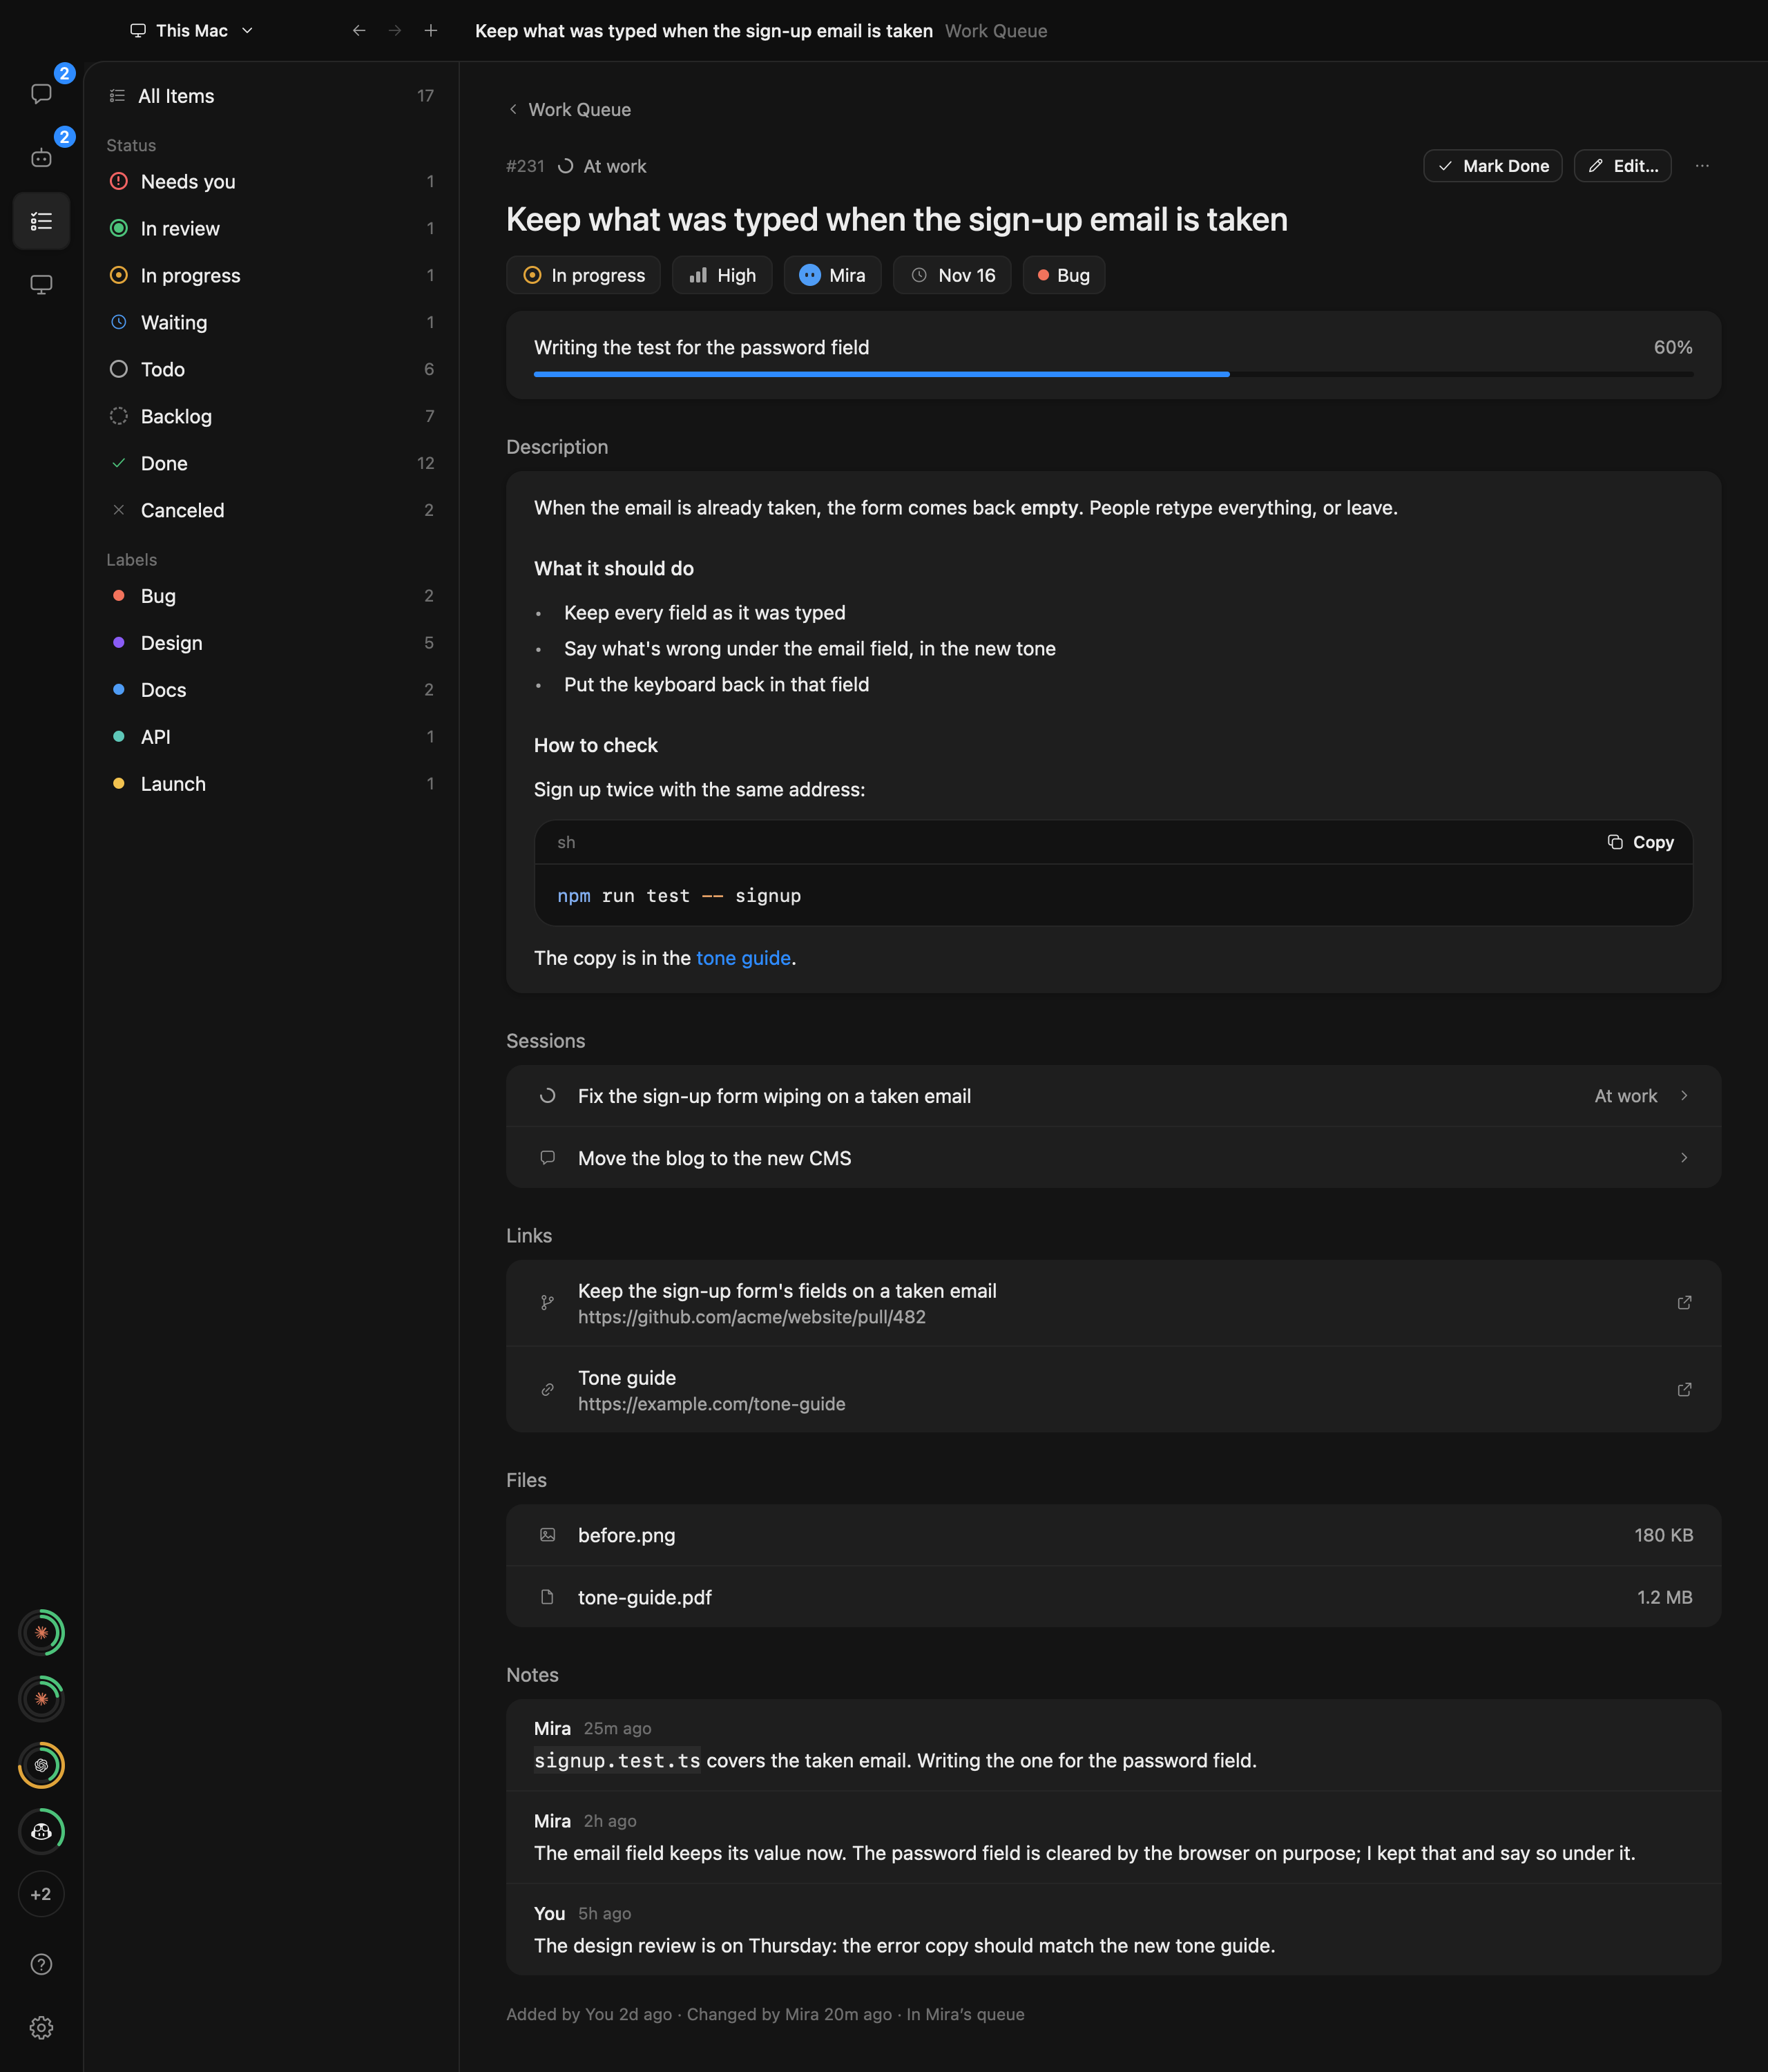 This Mac
Keep what was typed when the sign-up email is taken Work Queue
2
2
All Items 17
Status
Needs you 1
In review 1
In progress 1
Waiting 1
Todo 6
Backlog 7
Done 12
Canceled 2
Labels
Bug 2
Design 5
Docs 2
API 1
Launch 1
+2
Work Queue
#231 At work
Mark Done
Edit...
Keep what was typed when the sign-up email is taken
In progress High Mira Nov 16 Bug
Writing the test for the password field 60%
Description
When the email is already taken, the form comes back empty. People retype everything, or leave.
What it should do
• Keep every field as it was typed
• Say what's wrong under the email field, in the new tone
• Put the keyboard back in that field
How to check
Sign up twice with the same address:
sh Copy
npm run test -- signup
The copy is in the tone guide.
Sessions
Fix the sign-up form wiping on a taken email At work
Move the blog to the new CMS
Links
Keep the sign-up form's fields on a taken email
https://github.com/acme/website/pull/482
Tone guide
https://example.com/tone-guide
Files
before.png 180 KB
tone-guide.pdf 1.2 MB
Notes
Mira 25m ago
signup.test.ts covers the taken email. Writing the one for the password field.
Mira 2h ago
The email field keeps its value now. The password field is cleared by the browser on purpose; I kept that and say so under it.
You 5h ago
The design review is on Thursday: the error copy should match the new tone guide.
Added by You 2d ago · Changed by Mira 20m ago · In Mira’s queue